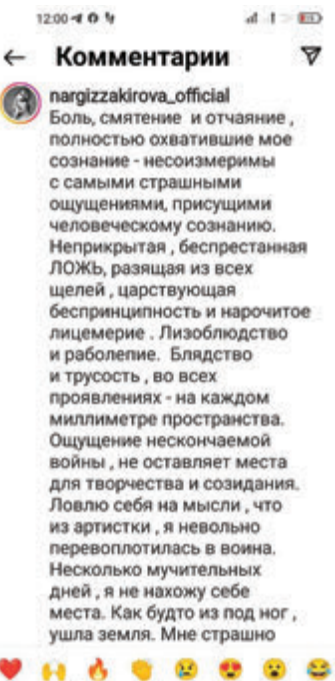 12:00
Комментарии
nargizzakirova_official
Боль, смятение и отчаяние ,
полностью охватившие мое
сознание - несоизмеримы
с самыми страшными
ощущениями, присущими
человеческому сознанию.
Неприкрытая , беспрестанная
ЛОЖЬ, разящая из всех
щелей , царствующая
беспринципность и нарочитое
лицемерие . Лизоблюдство
и раболепие. Блядство
и трусость , во всех
проявлениях - на каждом
миллиметре пространства.
Ощущение нескончаемой
войны , не оставляет места
для творчества и созидания.
Ловлю себя на мысли , что
из артистки , я невольно
перевоплотилась в воина.
Несколько мучительных
дней , я не нахожу себе
места. Как будто из под ног ,
ушла земля. Мне страшно